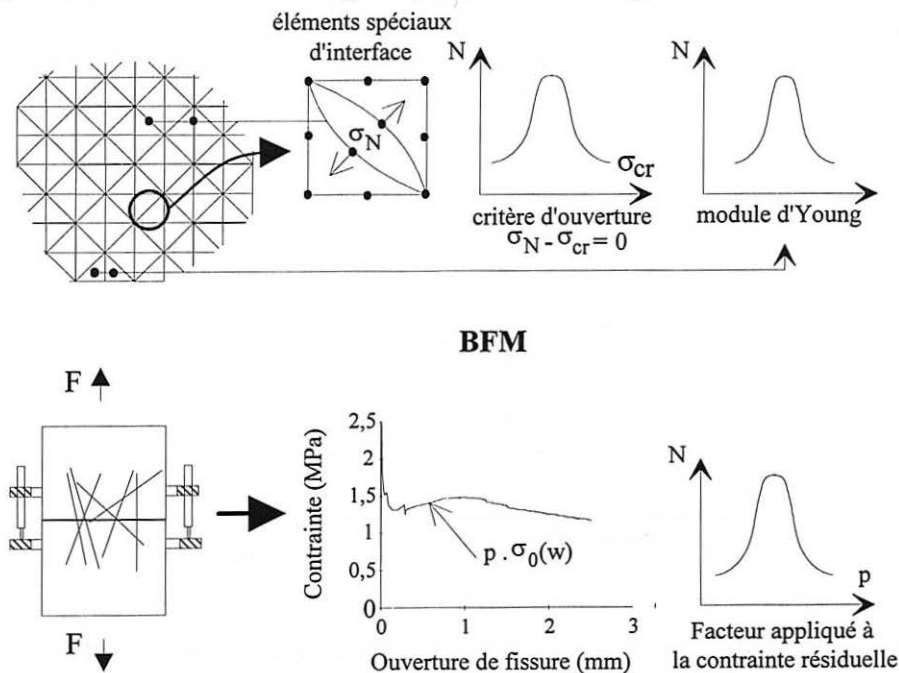 éléments spéciaux
d'interface
N
N
σN
σcr
critère d'ouverture
σN - σcr = 0
module d'Young
BFM
F
2,5
2
1,5
1
0,5
0
Contrainte (MPa)
p . σ0(w)
0
1
2
3
Ouverture de fissure (mm)
F
N
p
Facteur appliqué à
la contrainte résiduelle